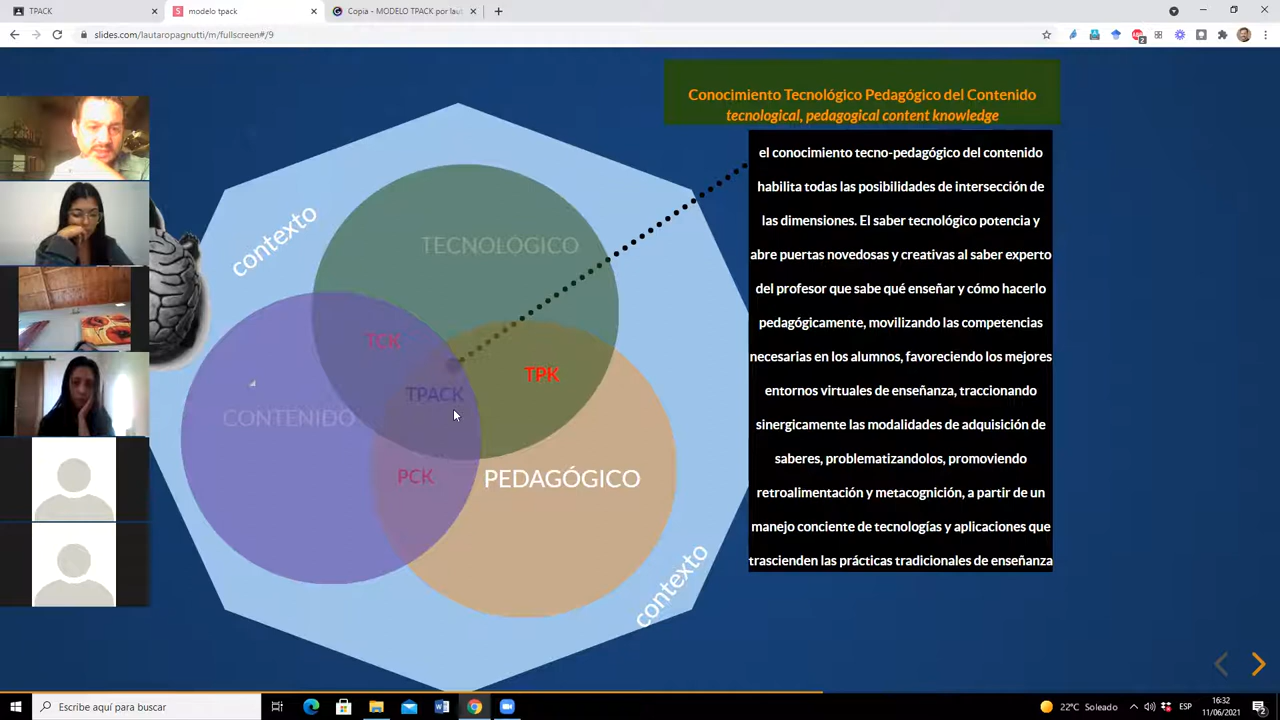 TPACK
modelo tpack
Copia - MODELO TPACK por laut
slides.com/lautaropagnutti/m/fullscreen#/9
2
Conocimiento Tecnológico Pedagógico del Contenido
tecnological, pedagogical content knowledge
el conocimiento tecno-pedagógico del contenido
habilita todas las posibilidades de intersección de
las dimensiones. El saber tecnológico potencia y
abre puertas novedosas y creativas al saber experto
del profesor que sabe qué enseñar y cómo hacerlo
pedagógicamente, movilizando las competencias
necesarias en los alumnos, favoreciendo los mejores
entornos virtuales de enseñanza, traccionando
sinergicamente las modalidades de adquisición de
saberes, problematizandolos, promoviendo
retroalimentación y metacognición, a partir de un
manejo conciente de tecnologías y aplicaciones que
trascienden las prácticas tradicionales de enseñanza
contexto
TECNOLÓGICO
TCK
TPK
TPACK
CONTENIDO
PCK
PEDAGÓGICO
contexto
Escribe aquí para buscar
22°C Soleado
ESP
16:32
11/06/2021
2